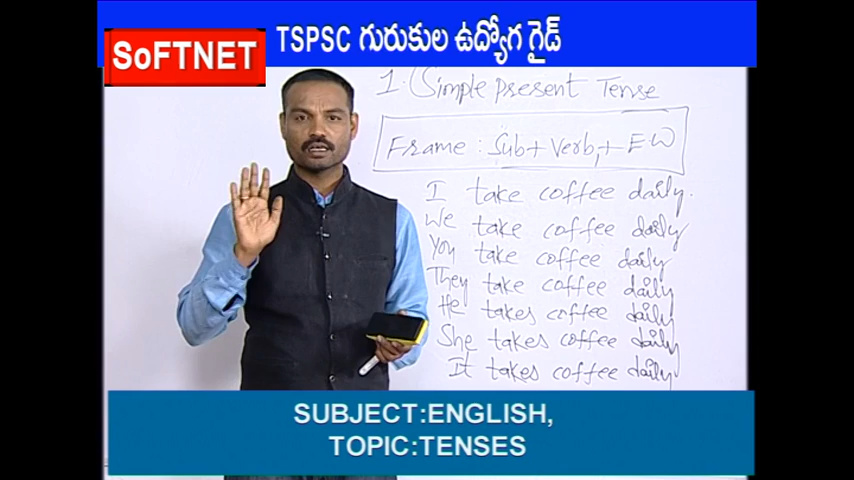 TSPSC గురుకుల ఉద్యోగ గైడ్
SoFTNET
1. Simple Present Tense
Frame : Sub + Verb₁ + EW
I take coffee daily.
We take coffee daily
You take coffee daily
They take coffee daily
He takes coffee daily
She takes coffee daily
It takes coffee daily
SUBJECT:ENGLISH,
TOPIC:TENSES